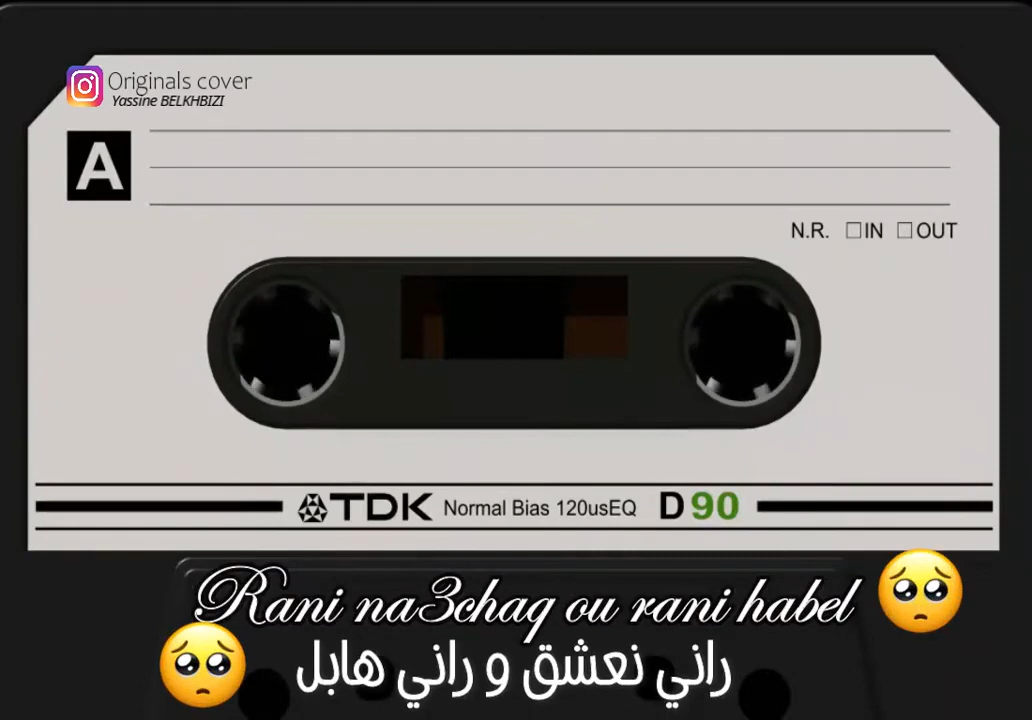 Originals cover
Yassine BELKHBIZI
A
N.R. □IN □OUT
TDK Normal Bias 120usEQ D90
Rani na3chaq ou rani habel 🥺
🥺 راني نعشق و راني هابل